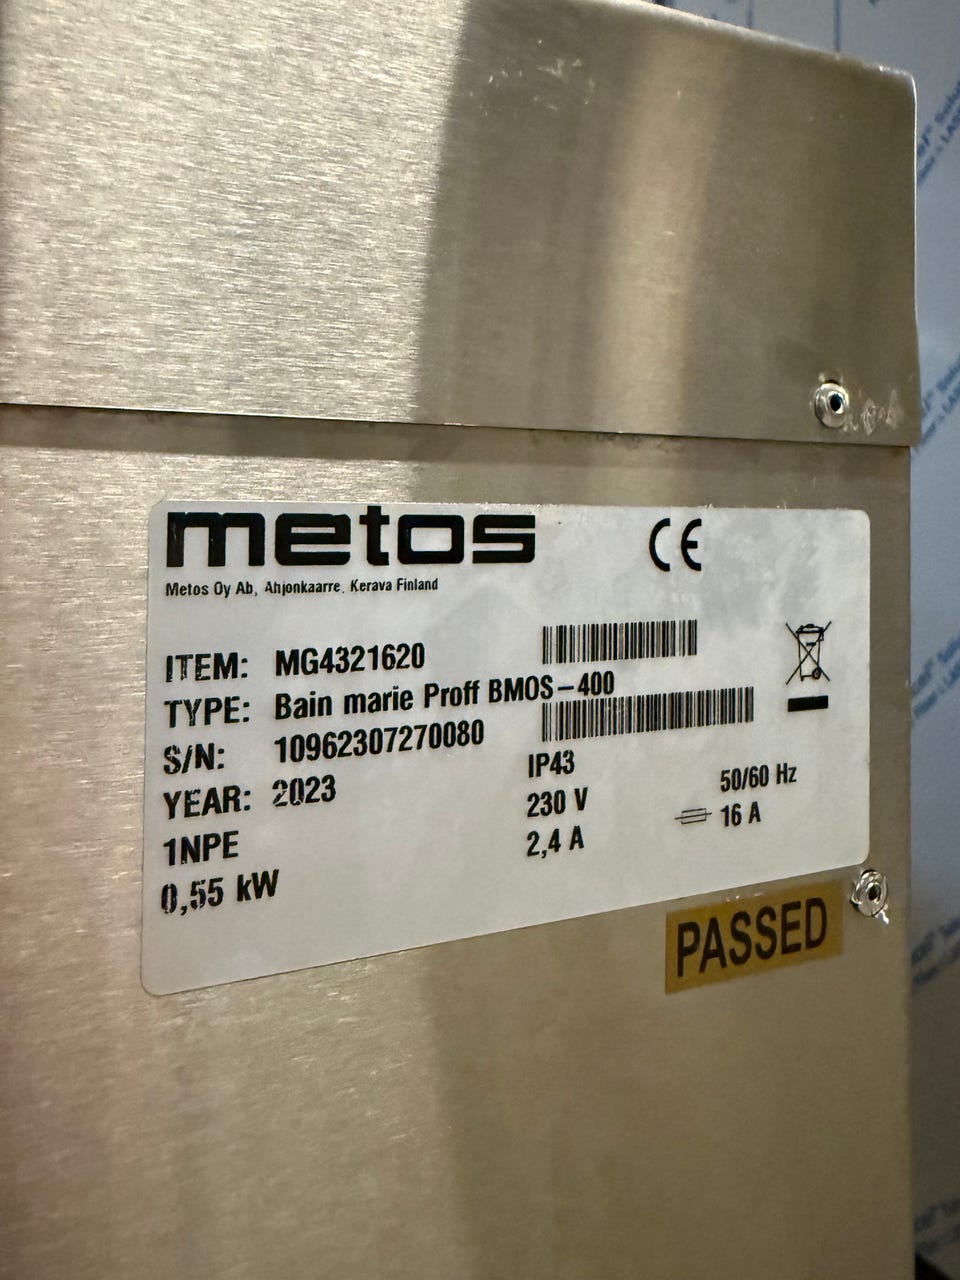 metos
CE
Metos Oy Ab, Ahjonkaarre, Kerava Finland
ITEM: MG4321620
TYPE: Bain marie Proff BMOS-400
S/N: 10962307270080
YEAR: 2023
IP43
1NPE
230 V
50/60 Hz
0,55 kW
2,4 A
16 A
PASSED